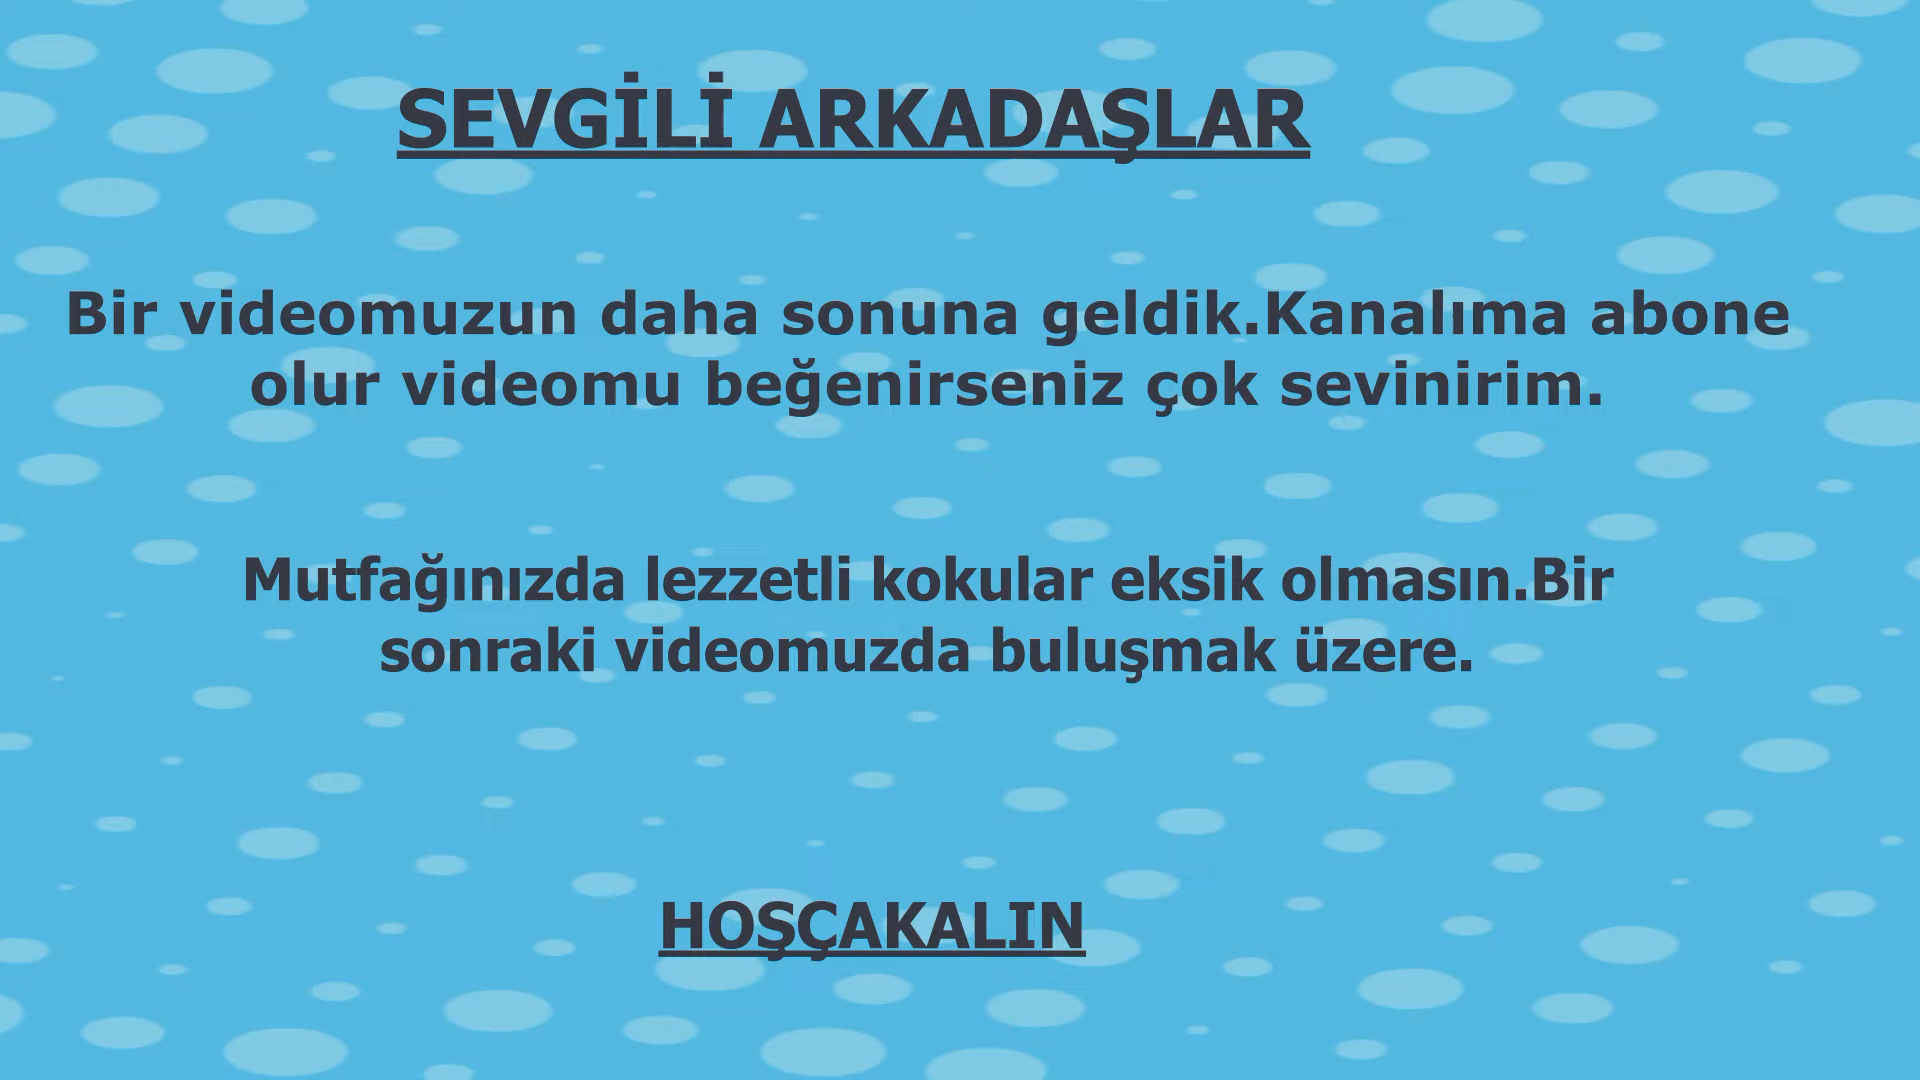 SEVGİLİ ARKADAŞLAR
Bir videomuzun daha sonuna geldik.Kanalıma abone
olur videomu beğenirseniz çok sevinirim.
Mutfağınızda lezzetli kokular eksik olmasın.Bir
sonraki videomuzda buluşmak üzere.
HOŞÇAKALIN